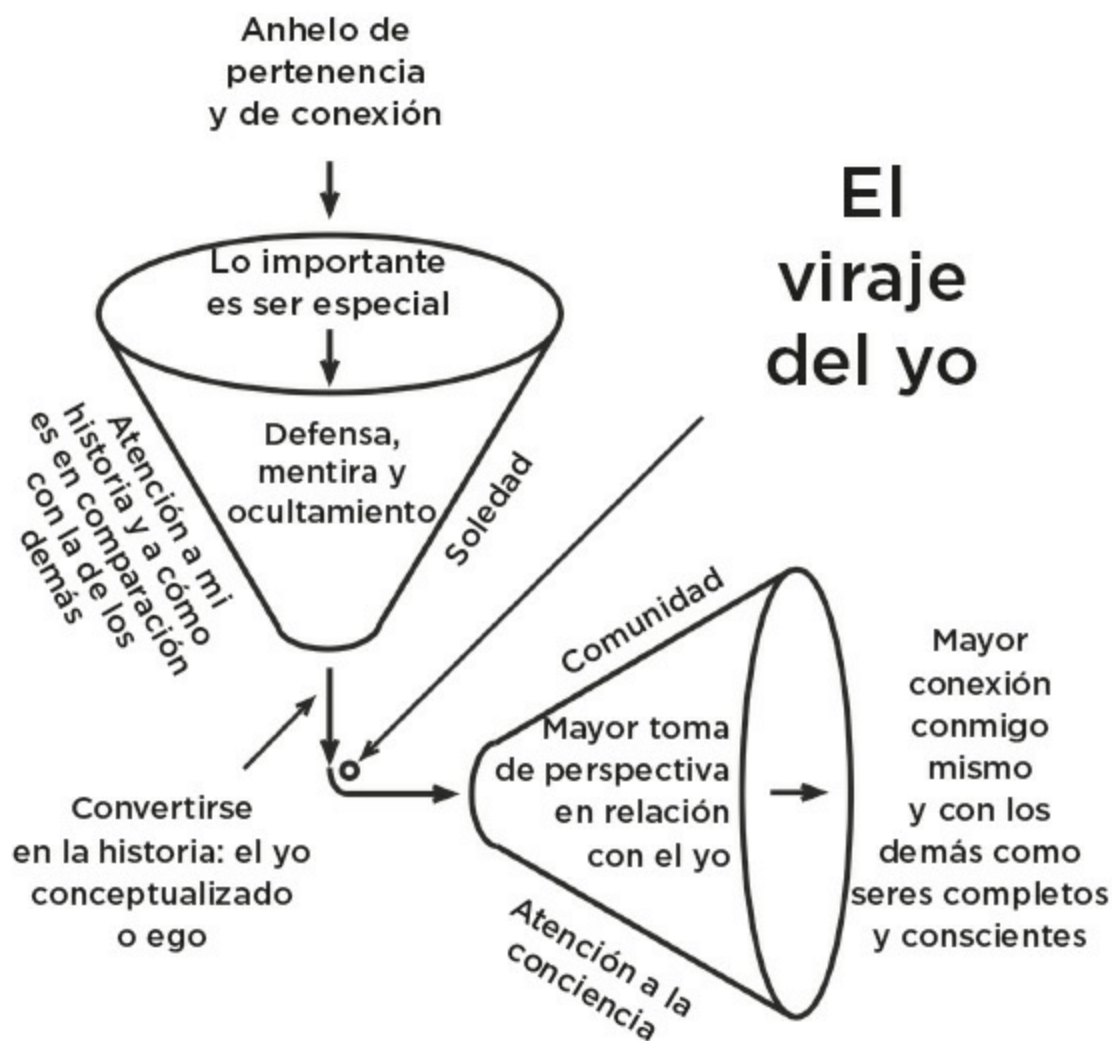 Anhelo de
pertenencia
y de conexión
El
viraje
del yo
Lo importante
es ser especial
Defensa,
mentira y
ocultamiento
Atención a mi
historia y a cómo
es en comparación
con la de los
demás
Soledad
Convertirse
en la historia: el yo
conceptualizado
o ego
Comunidad
Mayor toma
de perspectiva
en relación
con el yo
Atención a la
conciencia
Mayor
conexión
conmigo
mismo
y con los
demás como
seres completos
y conscientes